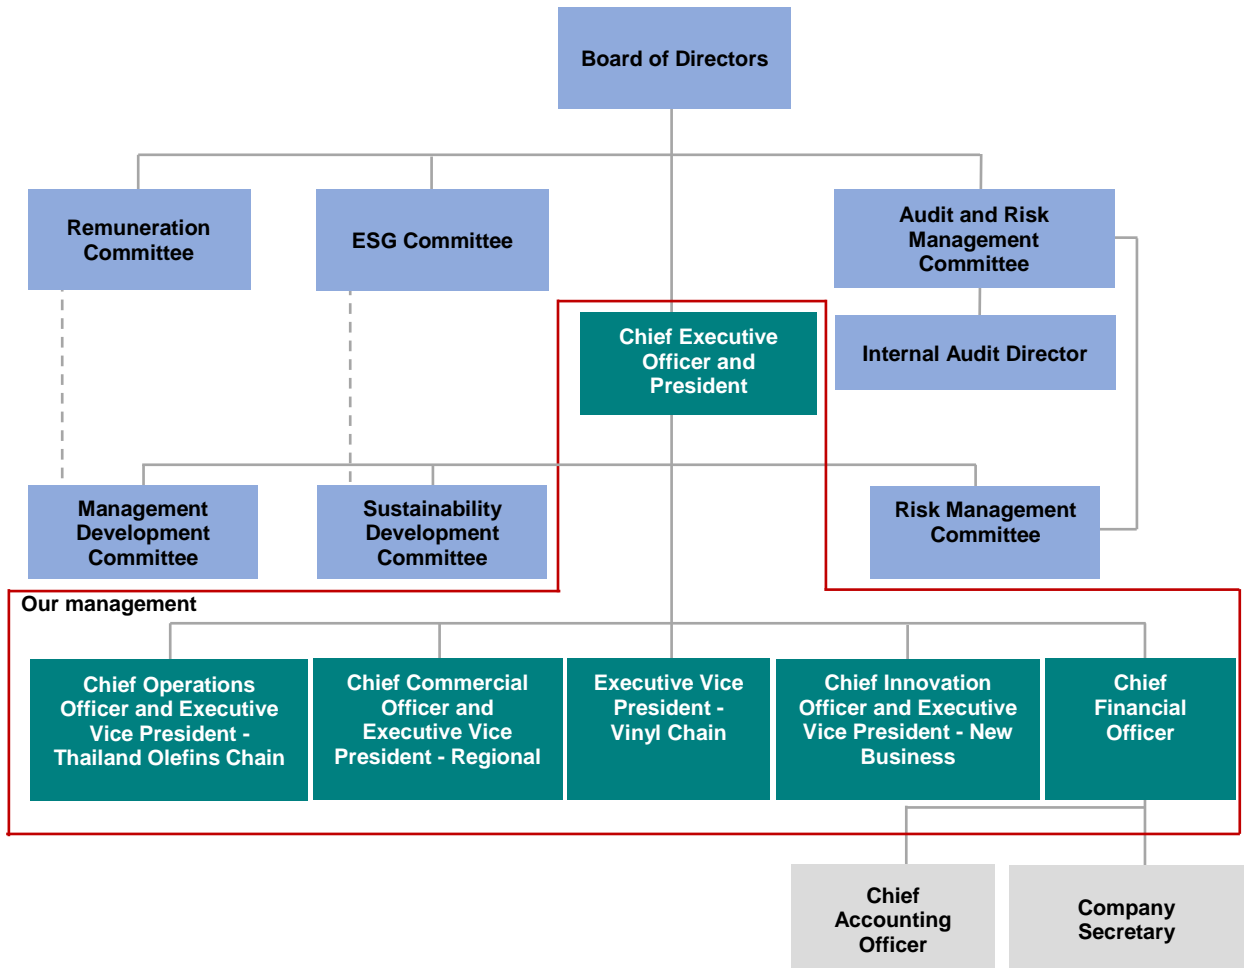 Board of Directors
Remuneration
Committee
ESG Committee
Audit and Risk
Management
Committee
Chief Executive
Officer and
President
Internal Audit Director
Management
Development
Committee
Sustainability
Development
Committee
Risk Management
Committee
Our management
Chief Operations
Officer and Executive
Vice President -
Thailand Olefins Chain
Chief Commercial
Officer and
Executive Vice
President - Regional
Executive Vice
President -
Vinyl Chain
Chief Innovation
Officer and Executive
Vice President - New
Business
Chief
Financial
Officer
Chief
Accounting
Officer
Company
Secretary